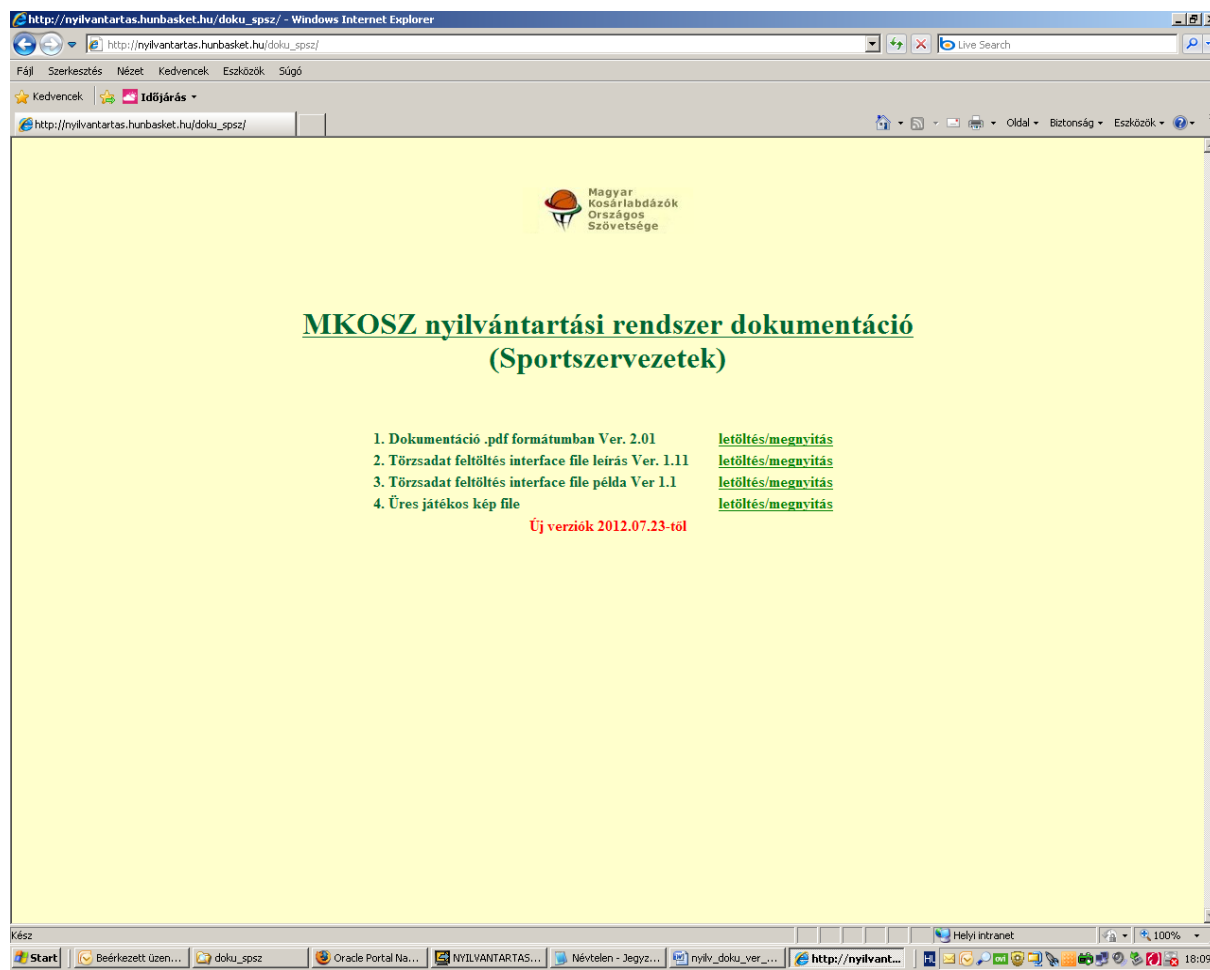 http://nyilvantartas.hunbasket.hu/doku_spsz/ - Windows Internet Explorer
http://nyilvantartas.hunbasket.hu/doku_spsz/ Live Search
Fájl Szerkesztés Nézet Kedvencek Eszközök Súgó
Kedvencek Időjárás
http://nyilvantartas.hunbasket.hu/doku_spsz/ Oldal Biztonság Eszközök
Magyar
Kosárlabdázók
Országos
Szövetsége
MKOSZ nyilvántartási rendszer dokumentáció
(Sportszervezetek)
1. Dokumentáció .pdf formátumban Ver. 2.01 letöltés/megnyitás
2. Törzsadat feltöltés interface file leírás Ver. 1.11 letöltés/megnyitás
3. Törzsadat feltöltés interface file példa Ver 1.1 letöltés/megnyitás
4. Üres játékos kép file letöltés/megnyitás
Új verziók 2012.07.23-tól
Kész Helyi intranet 100%
Start Beérkezett üzen... doku_spsz Oracle Portal Na... NYILVANTARTAS... Névtelen - Jegyz... nyilv_doku_ver_... http://nyilvant... HL 18:09